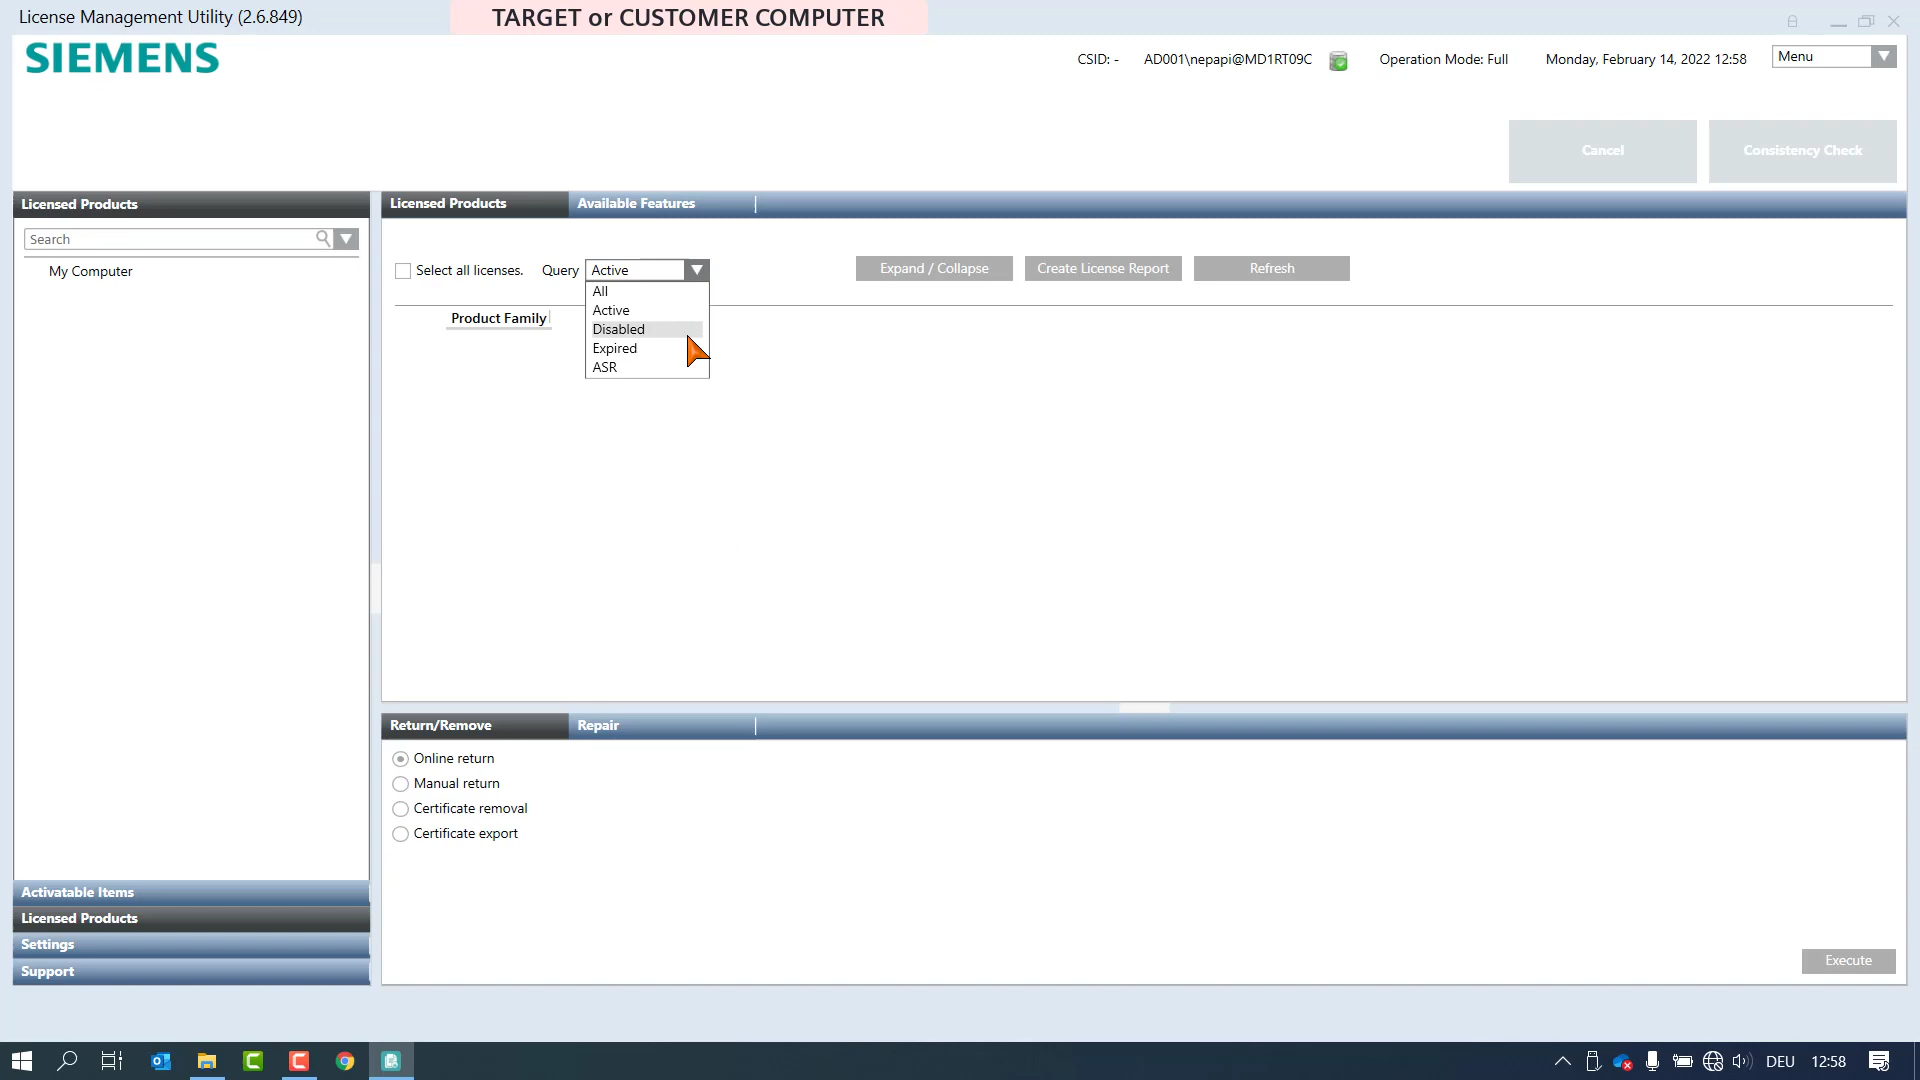 License Management Utility (2.6.849)
TARGET or CUSTOMER COMPUTER
SIEMENS
CSID: -
AD001\nepapi@MD1RT09C
Operation Mode: Full
Monday, February 14, 2022 12:58
Menu
Cancel
Consistency Check
Licensed Products
Search
My Computer
Licensed Products
Available Features
Select all licenses.
Query
Active
Expand / Collapse
Create License Report
Refresh
All
Active
Disabled
Expired
ASR
Product Family
Return/Remove
Repair
Online return
Manual return
Certificate removal
Certificate export
Activatable Items
Licensed Products
Settings
Support
Execute
DEU
12:58